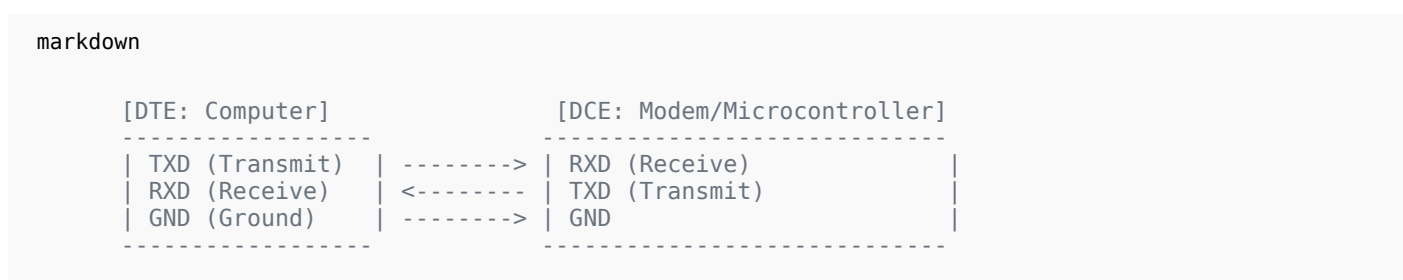 markdown
[DTE: Computer]                 [DCE: Modem/Microcontroller]
------------------             -----------------------------
| TXD (Transmit)  | --------> | RXD (Receive)               |
| RXD (Receive)   | <-------- | TXD (Transmit)              |
| GND (Ground)    | --------> | GND                         |
------------------             -----------------------------